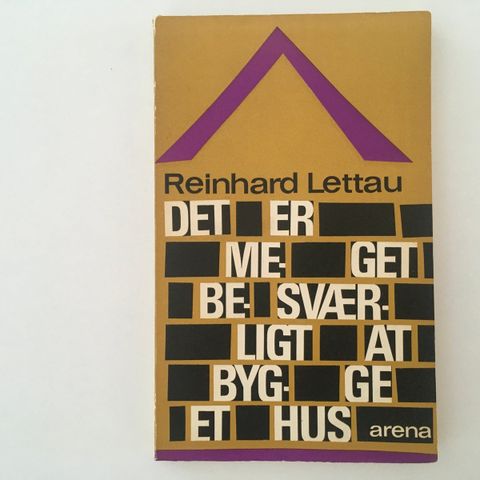 Reinhard Lettau
DET ER
ME- GET
BE- SVÆR-
LIGT AT
BYG- GE
ET HUS arena